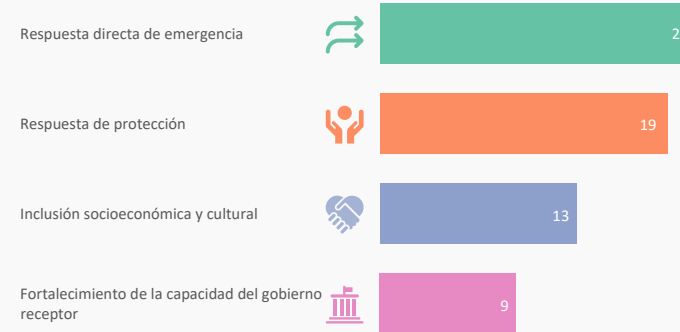 Respuesta directa de emergencia
2
Respuesta de protección
19
Inclusión socioeconómica y cultural
13
Fortalecimiento de la capacidad del gobierno
receptor
9